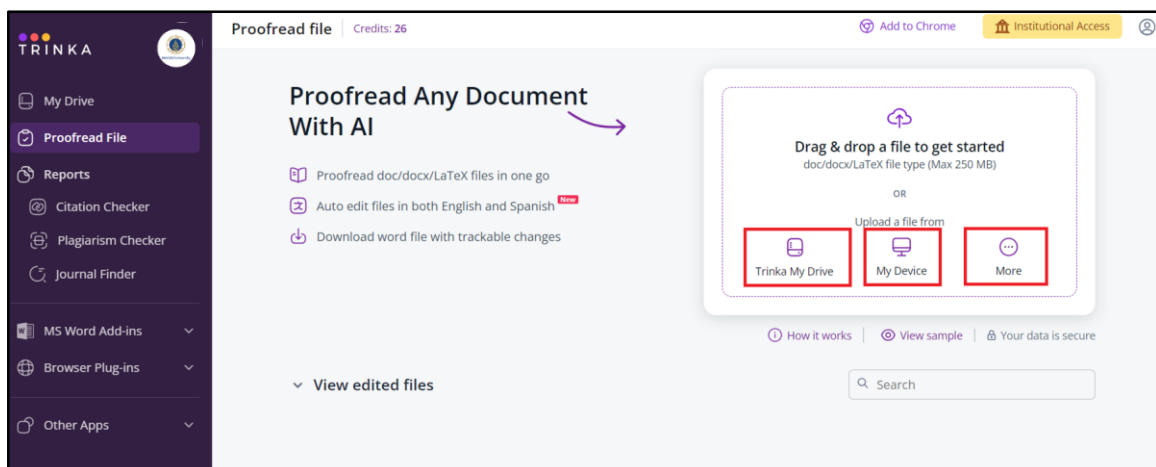 TRINKA
My Drive
Proofread File
Reports
Citation Checker
Plagiarism Checker
Journal Finder
MS Word Add-ins
Browser Plug-ins
Other Apps
Proofread file
Credits: 26
Add to Chrome
Institutional Access
Proofread Any Document
With AI
Proofread doc/docx/LaTeX files in one go
Auto edit files in both English and Spanish New
Download word file with trackable changes
Drag & drop a file to get started
doc/docx/LaTeX file type (Max 250 MB)
OR
Upload a file from
Trinka My Drive
My Device
More
How it works
View sample
Your data is secure
View edited files
Search